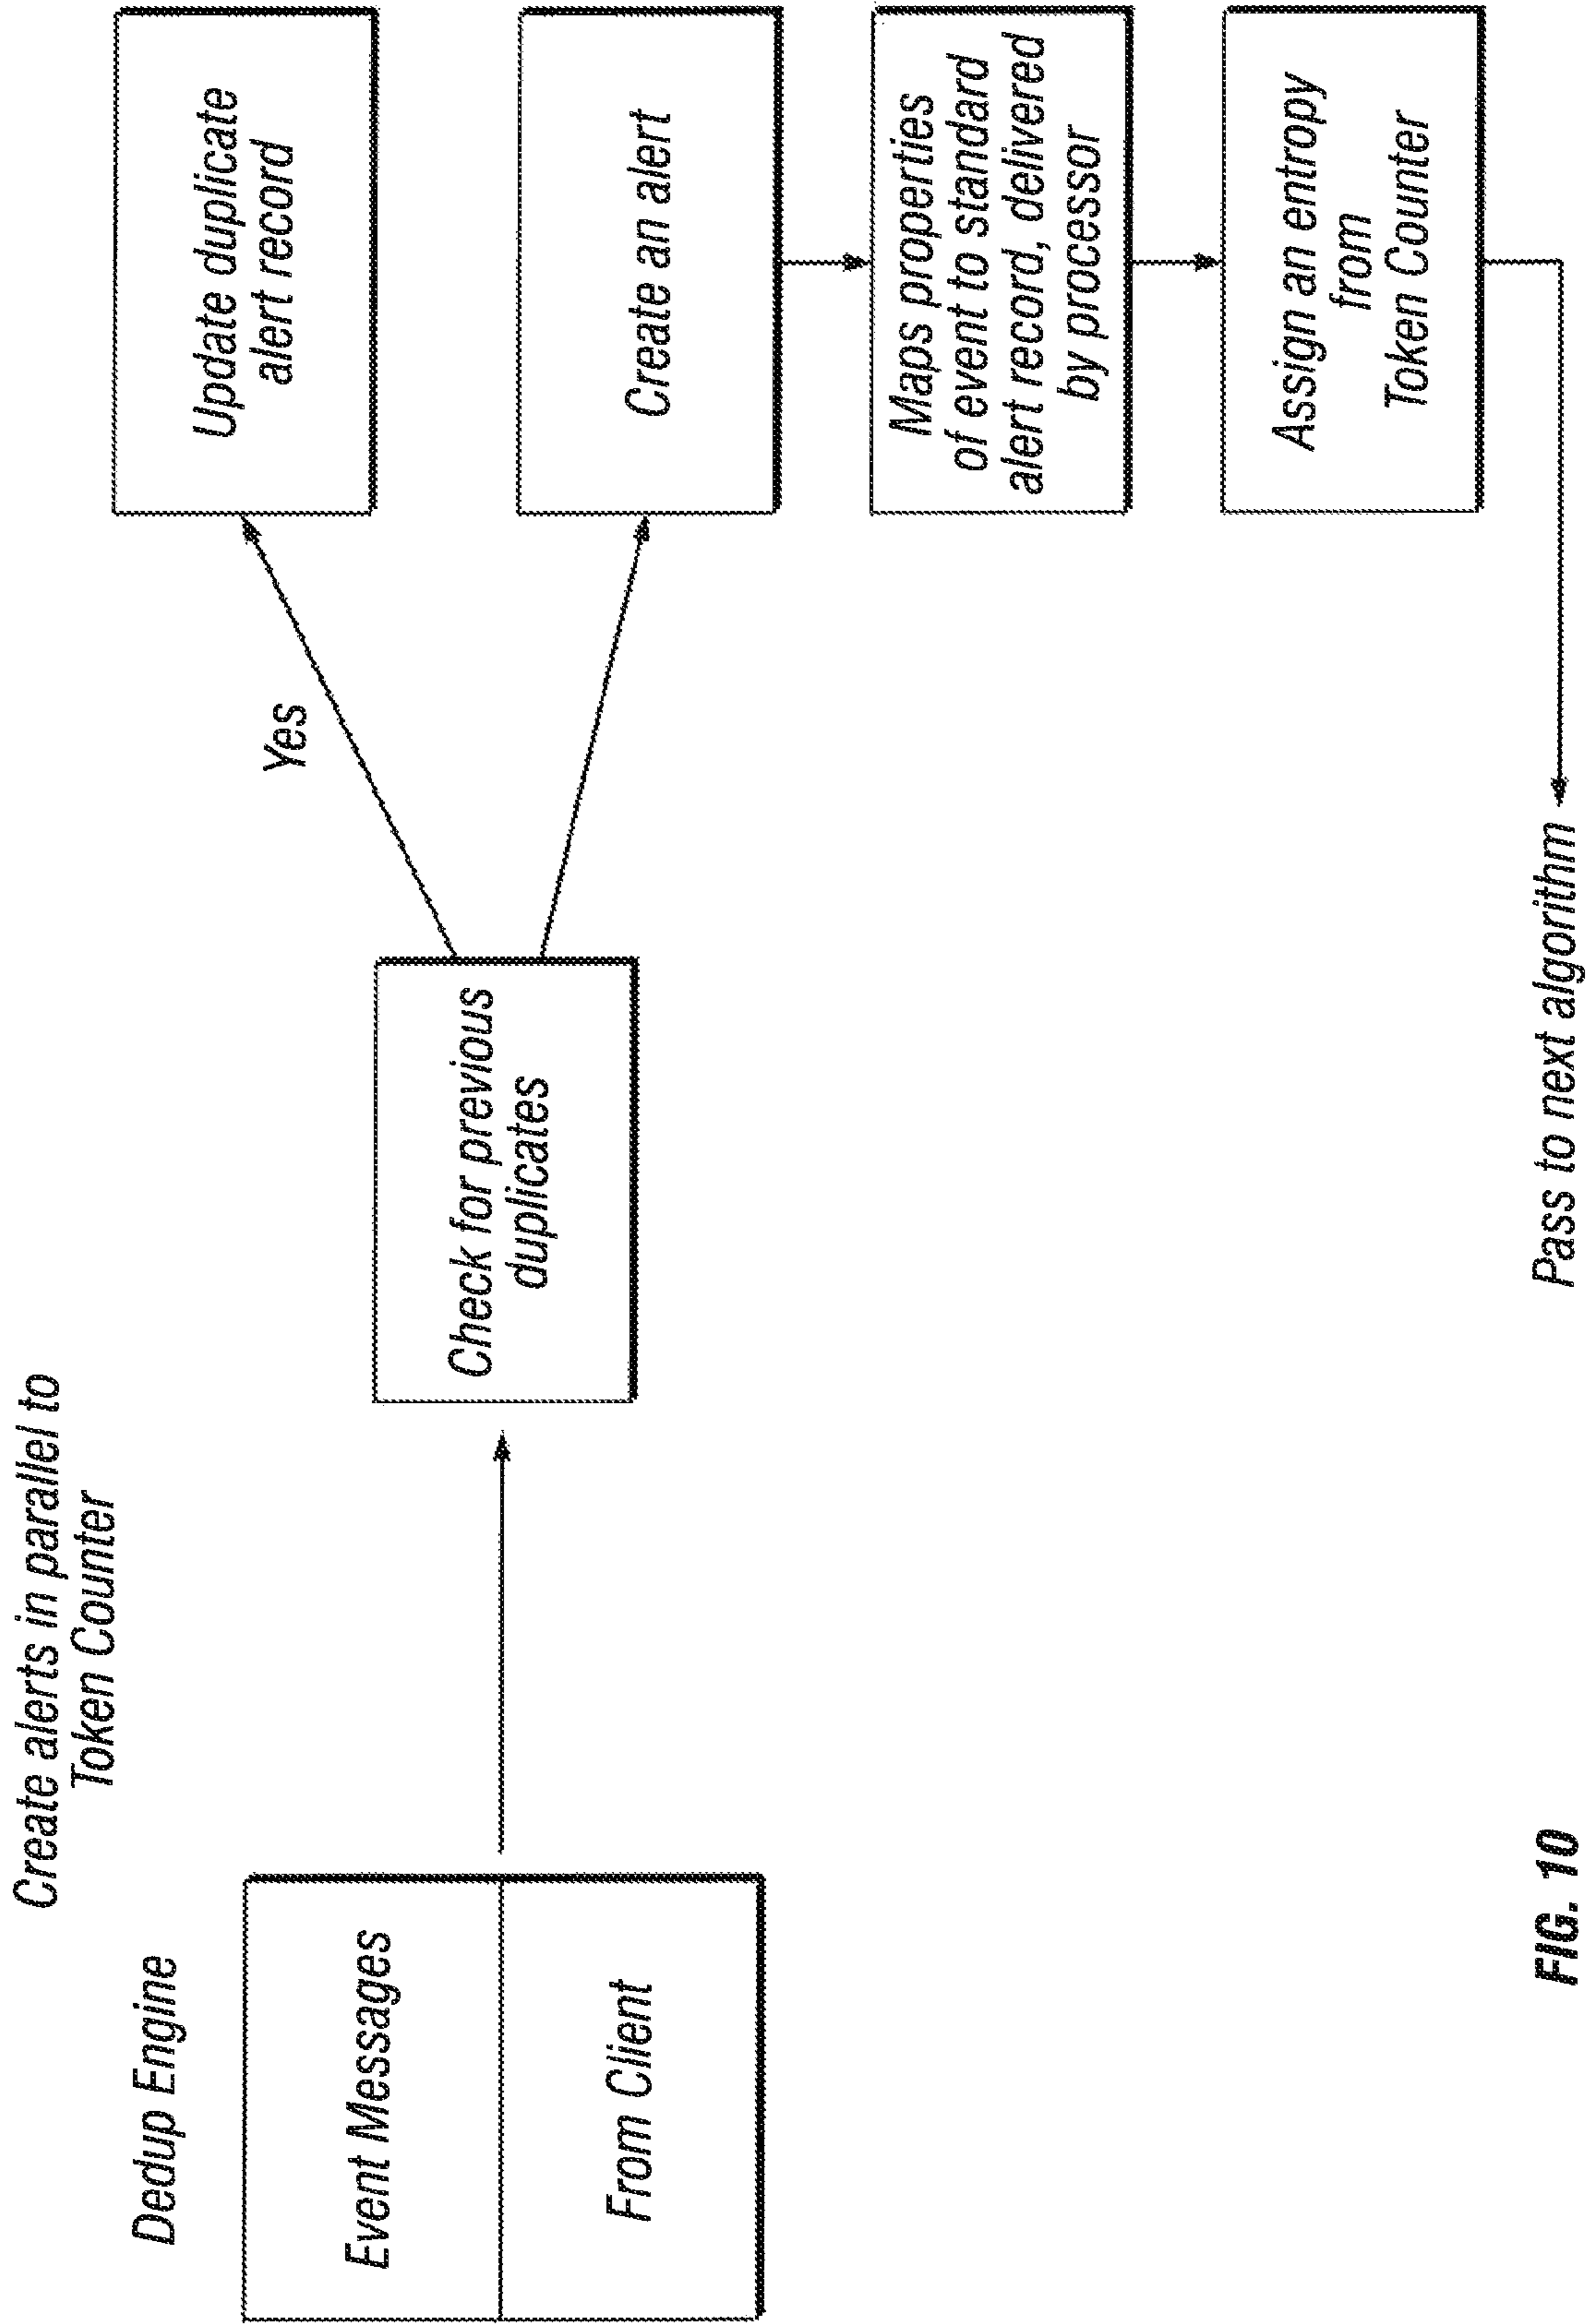 Create alerts in parallel to
Token Counter
Dedup Engine
Event Messages
From Client
Check for previous
duplicates
Yes
Update duplicate
alert record
Create an alert
Maps properties
of event to standard
alert record, delivered
by processor
Assign an entropy
from
Token Counter
Pass to next algorithm
FIG. 10